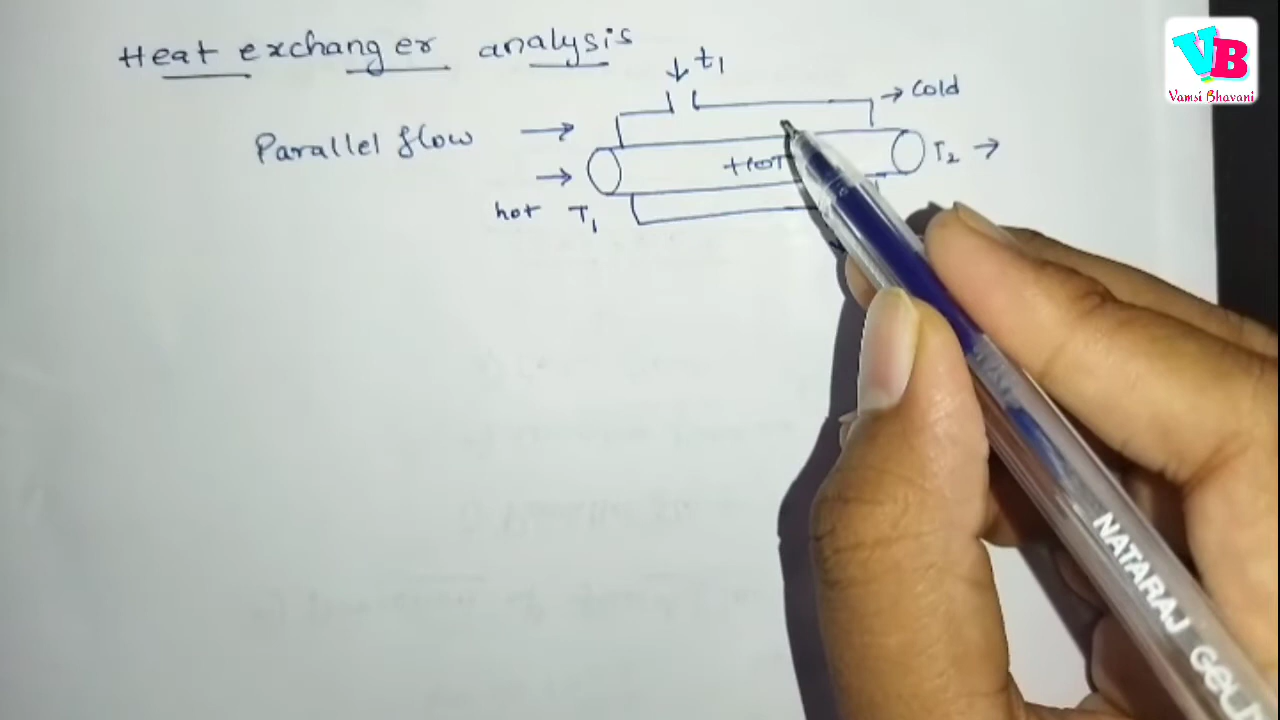 Heat exchanger analysis
t1
→ Cold
Parallel flow
HOT
T2 →
hot T1
VB
Vamsi Bhavani
NATARAJ